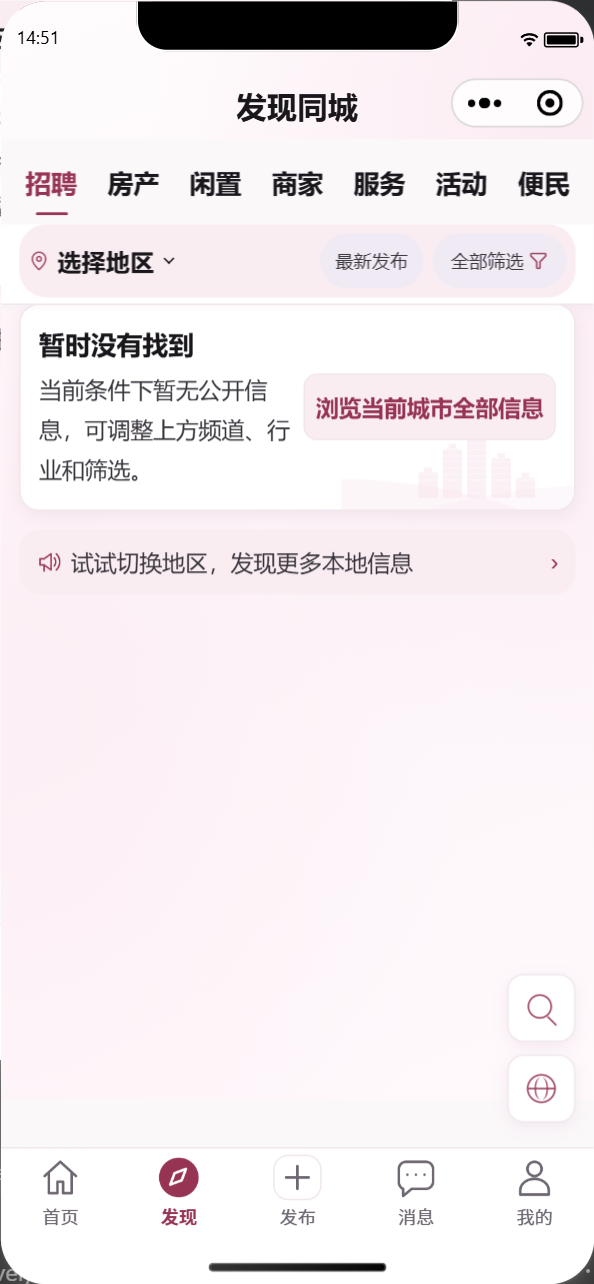 14:51
发现同城
招聘 房产 闲置 商家 服务 活动 便民
选择地区 最新发布 全部筛选
暂时没有找到
当前条件下暂无公开信
息，可调整上方频道、行
业和筛选。
浏览当前城市全部信息
试试切换地区，发现更多本地信息
首页 发现 发布 消息 我的